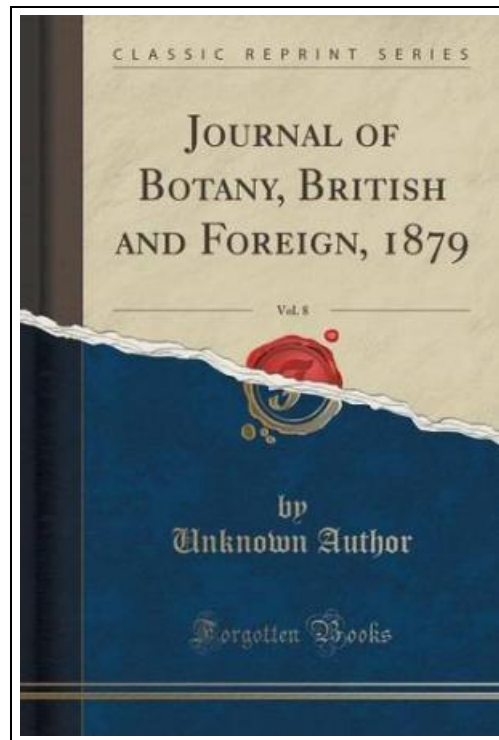 CLASSIC REPRINT SERIES
JOURNAL OF
BOTANY, BRITISH
AND FOREIGN, 1879
Vol. 8
by
Unknown Author
Forgotten Books